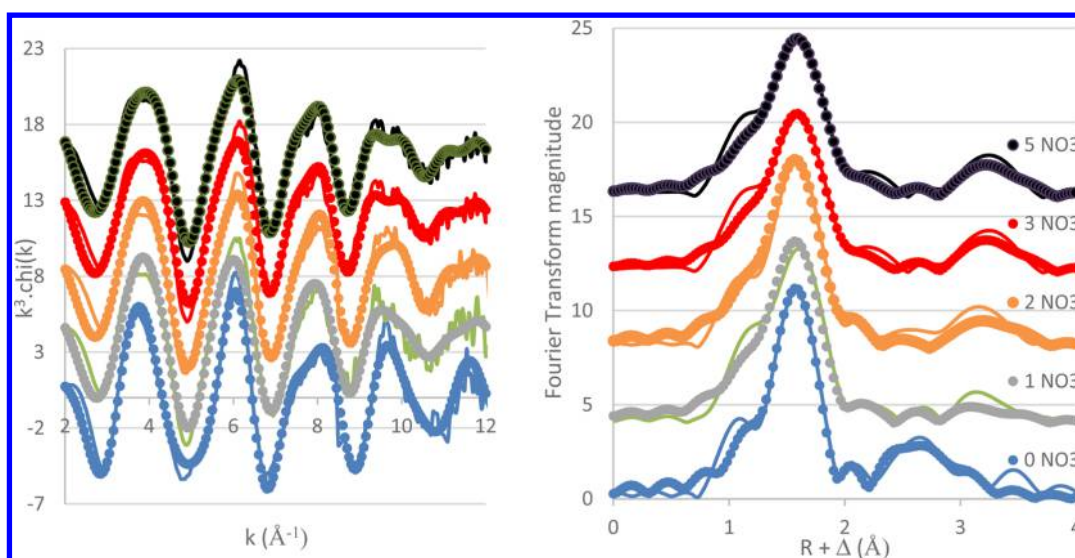 k³.chi(k)
23
18
13
8
3
-2
-7
2
4
6
8
10
12
k (Å⁻¹)
Fourier Transform magnitude
25
20
15
10
5
0
5 NO3
3 NO3
2 NO3
1 NO3
0 NO3
0
1
2
3
4
R + Δ (Å)